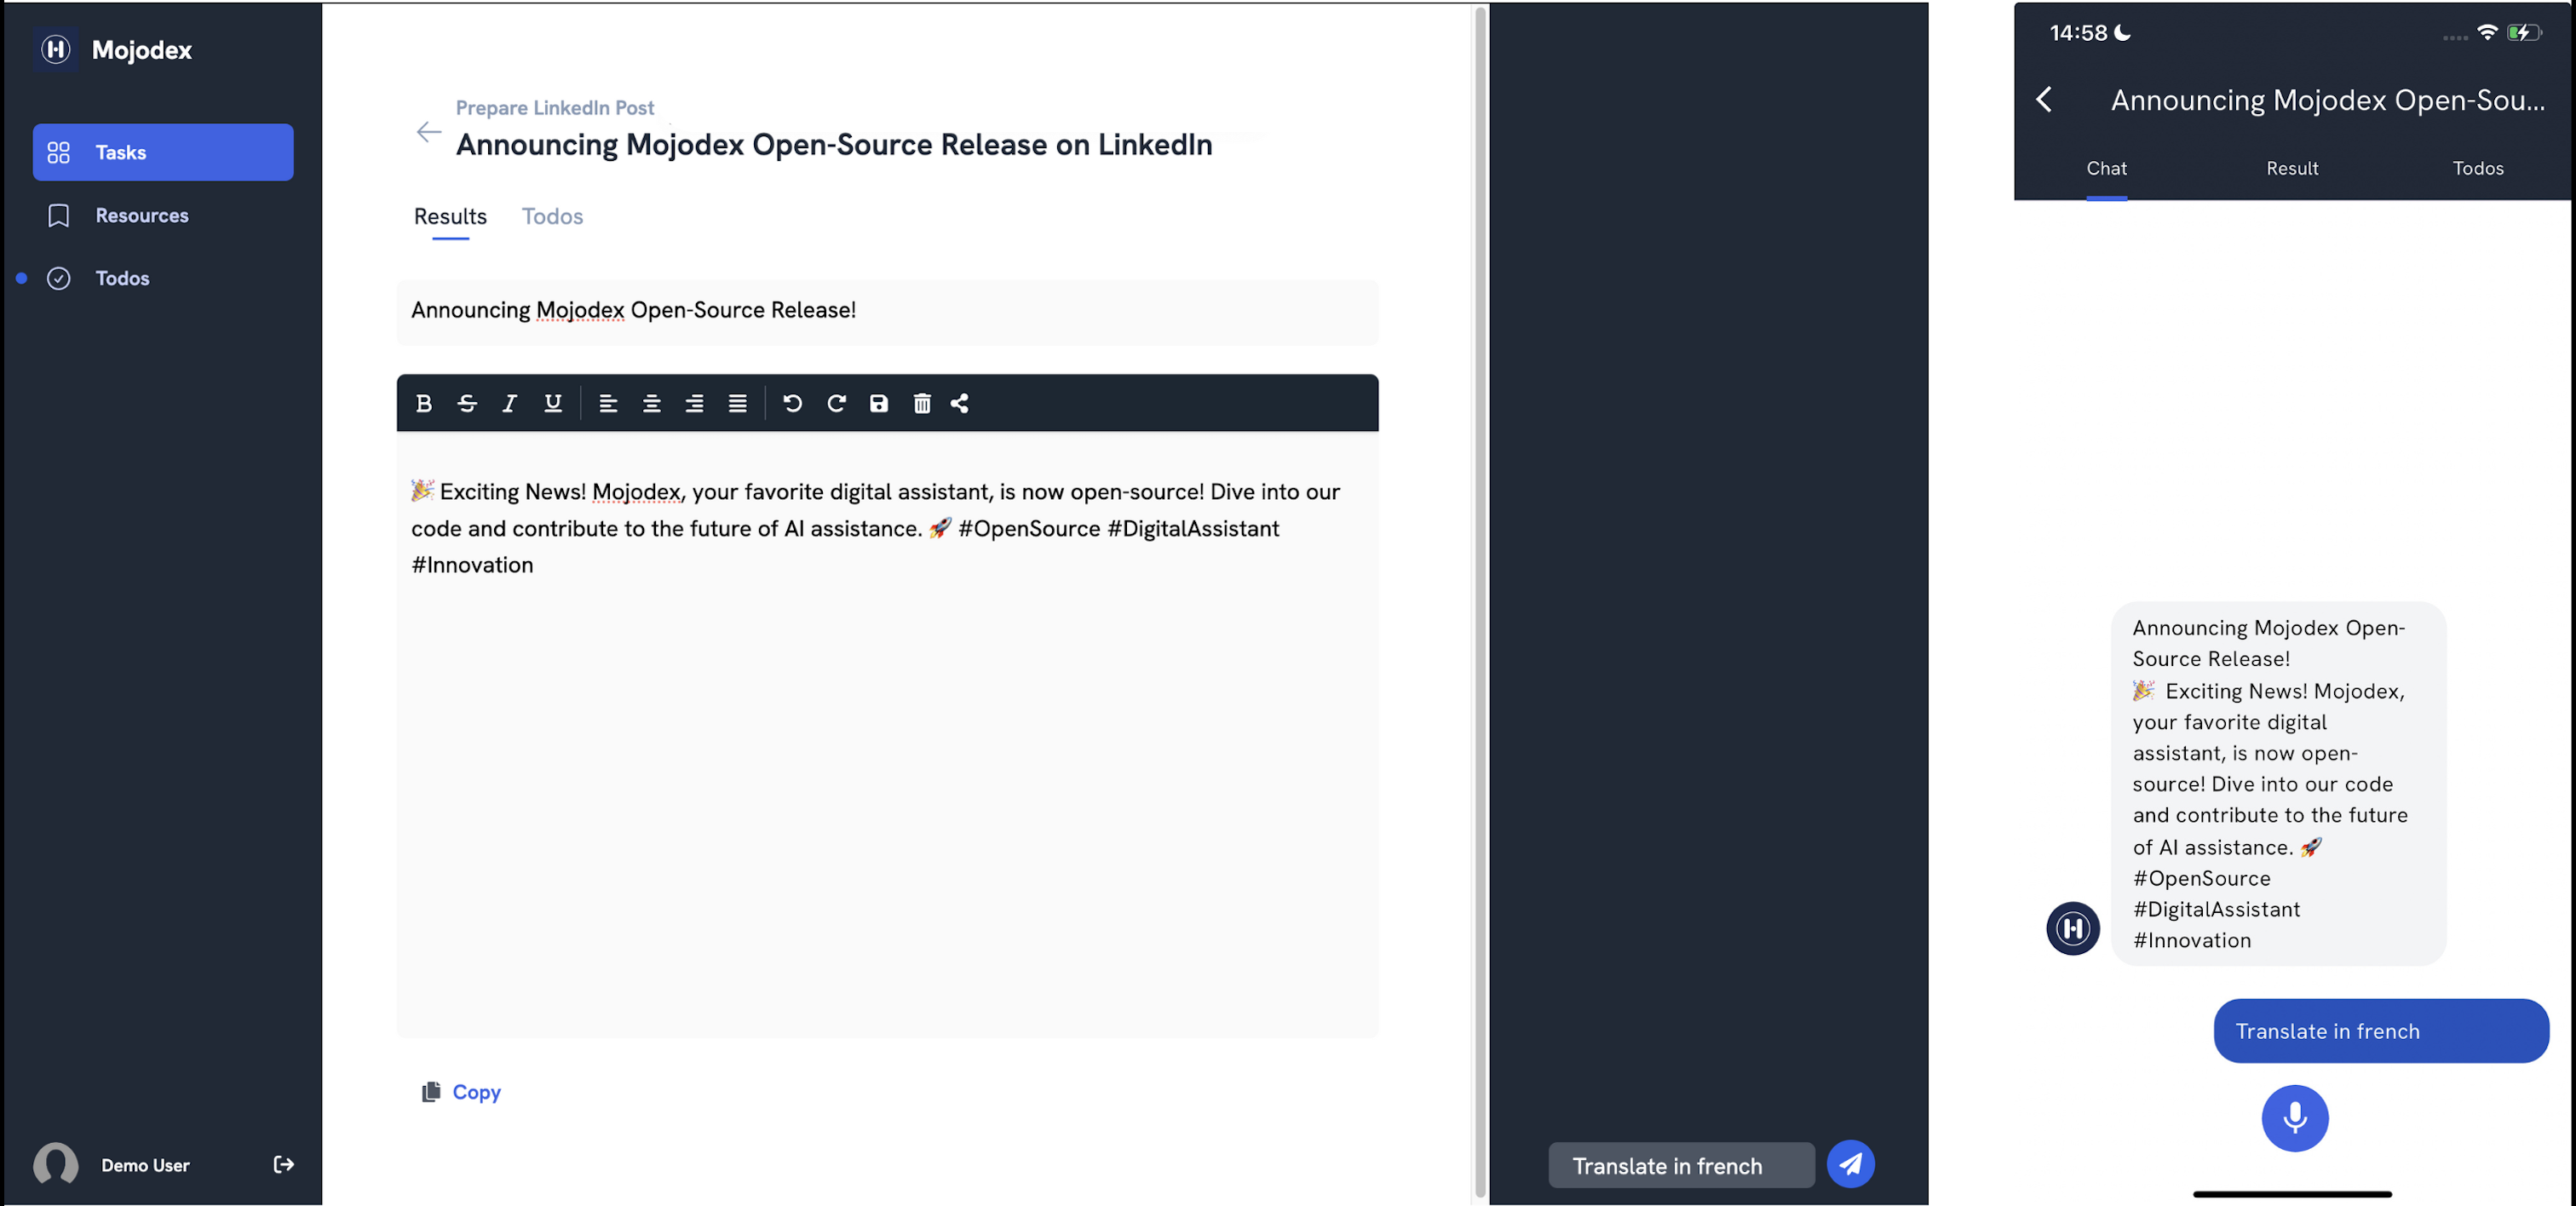 Mojodex
Tasks
Resources
Todos
Demo User
Prepare LinkedIn Post
Announcing Mojodex Open-Source Release on LinkedIn
Results Todos
Announcing Mojodex Open-Source Release!
B S I U
🎉 Exciting News! Mojodex, your favorite digital assistant, is now open-source! Dive into our
code and contribute to the future of AI assistance. 🚀 #OpenSource #DigitalAssistant
#Innovation
Copy
Translate in french
14:58
Announcing Mojodex Open-Sou...
Chat Result Todos
Announcing Mojodex Open-
Source Release!
🎉 Exciting News! Mojodex,
your favorite digital
assistant, is now open-
source! Dive into our code
and contribute to the future
of AI assistance. 🚀
#OpenSource
#DigitalAssistant
#Innovation
Translate in french